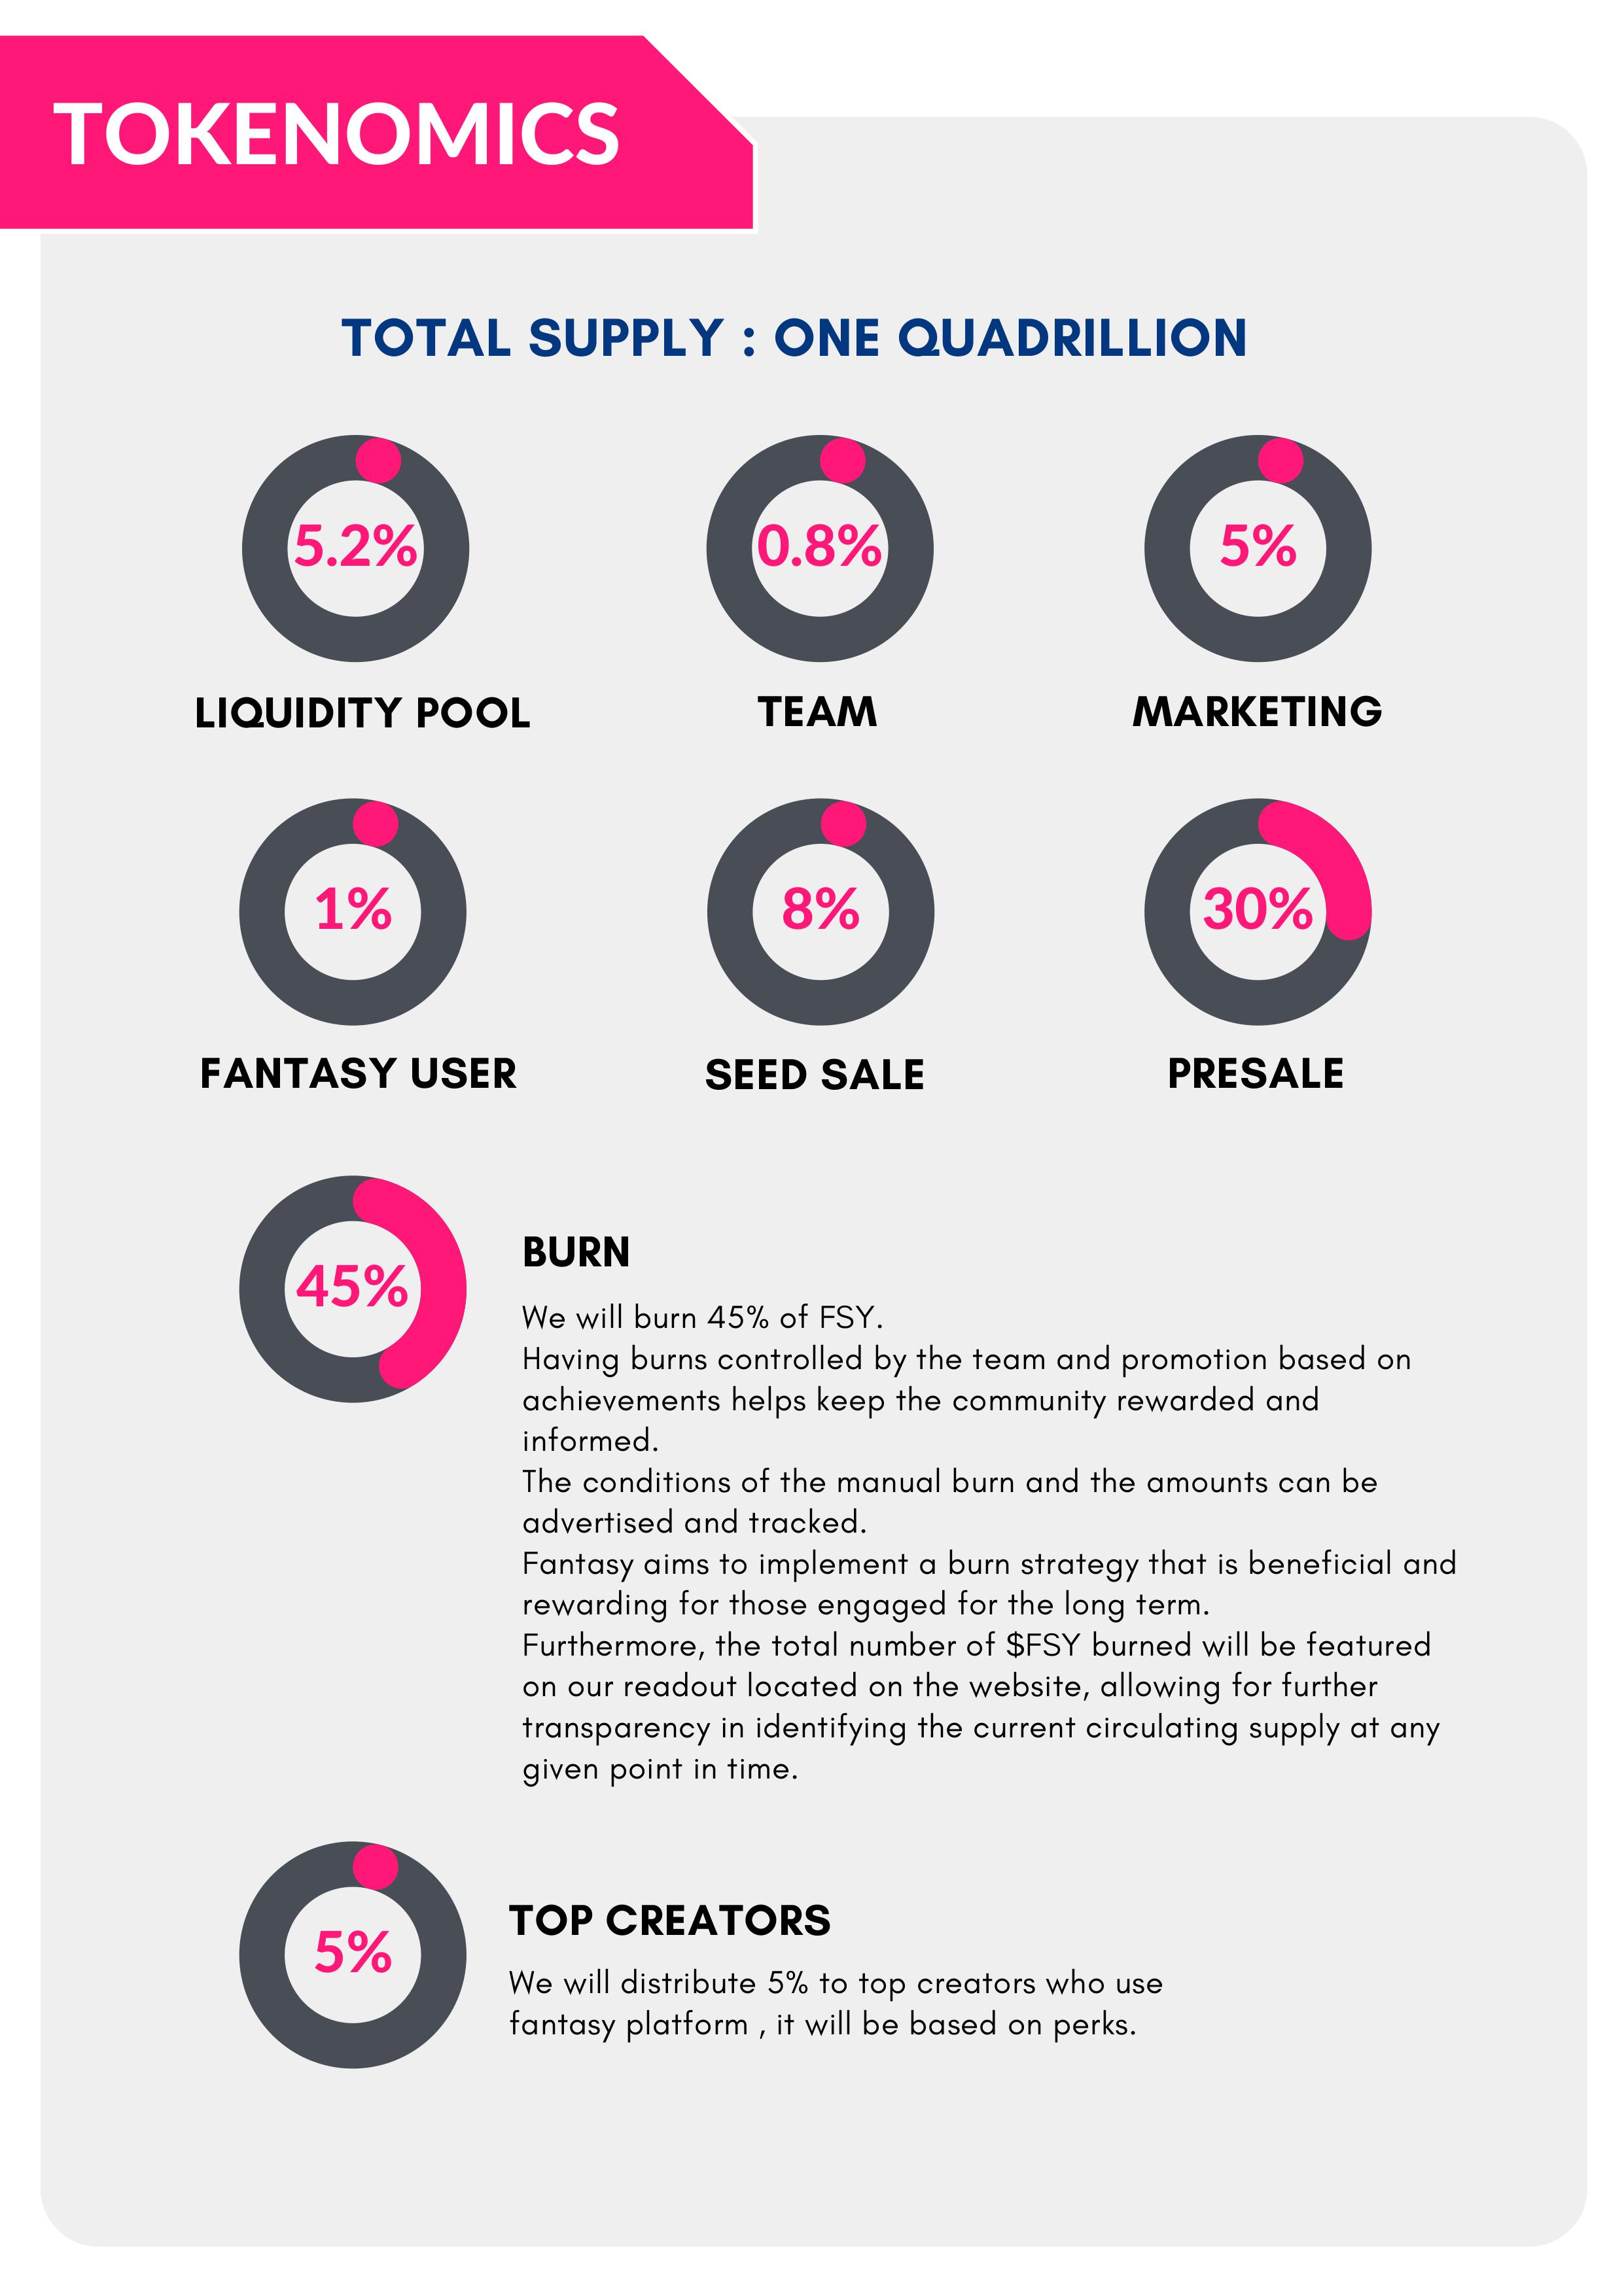 TOKENOMICS
TOTAL SUPPLY : ONE QUADRILLION
5.2%
0.8%
5%
LIQUIDITY POOL
TEAM
MARKETING
1%
8%
30%
FANTASY USER
SEED SALE
PRESALE
45%
BURN
We will burn 45% of FSY.
Having burns controlled by the team and promotion based on
achievements helps keep the community rewarded and
informed.
The conditions of the manual burn and the amounts can be
advertised and tracked.
Fantasy aims to implement a burn strategy that is beneficial and
rewarding for those engaged for the long term.
Furthermore, the total number of $FSY burned will be featured
on our readout located on the website, allowing for further
transparency in identifying the current circulating supply at any
given point in time.
5%
TOP CREATORS
We will distribute 5% to top creators who use
fantasy platform , it will be based on perks.